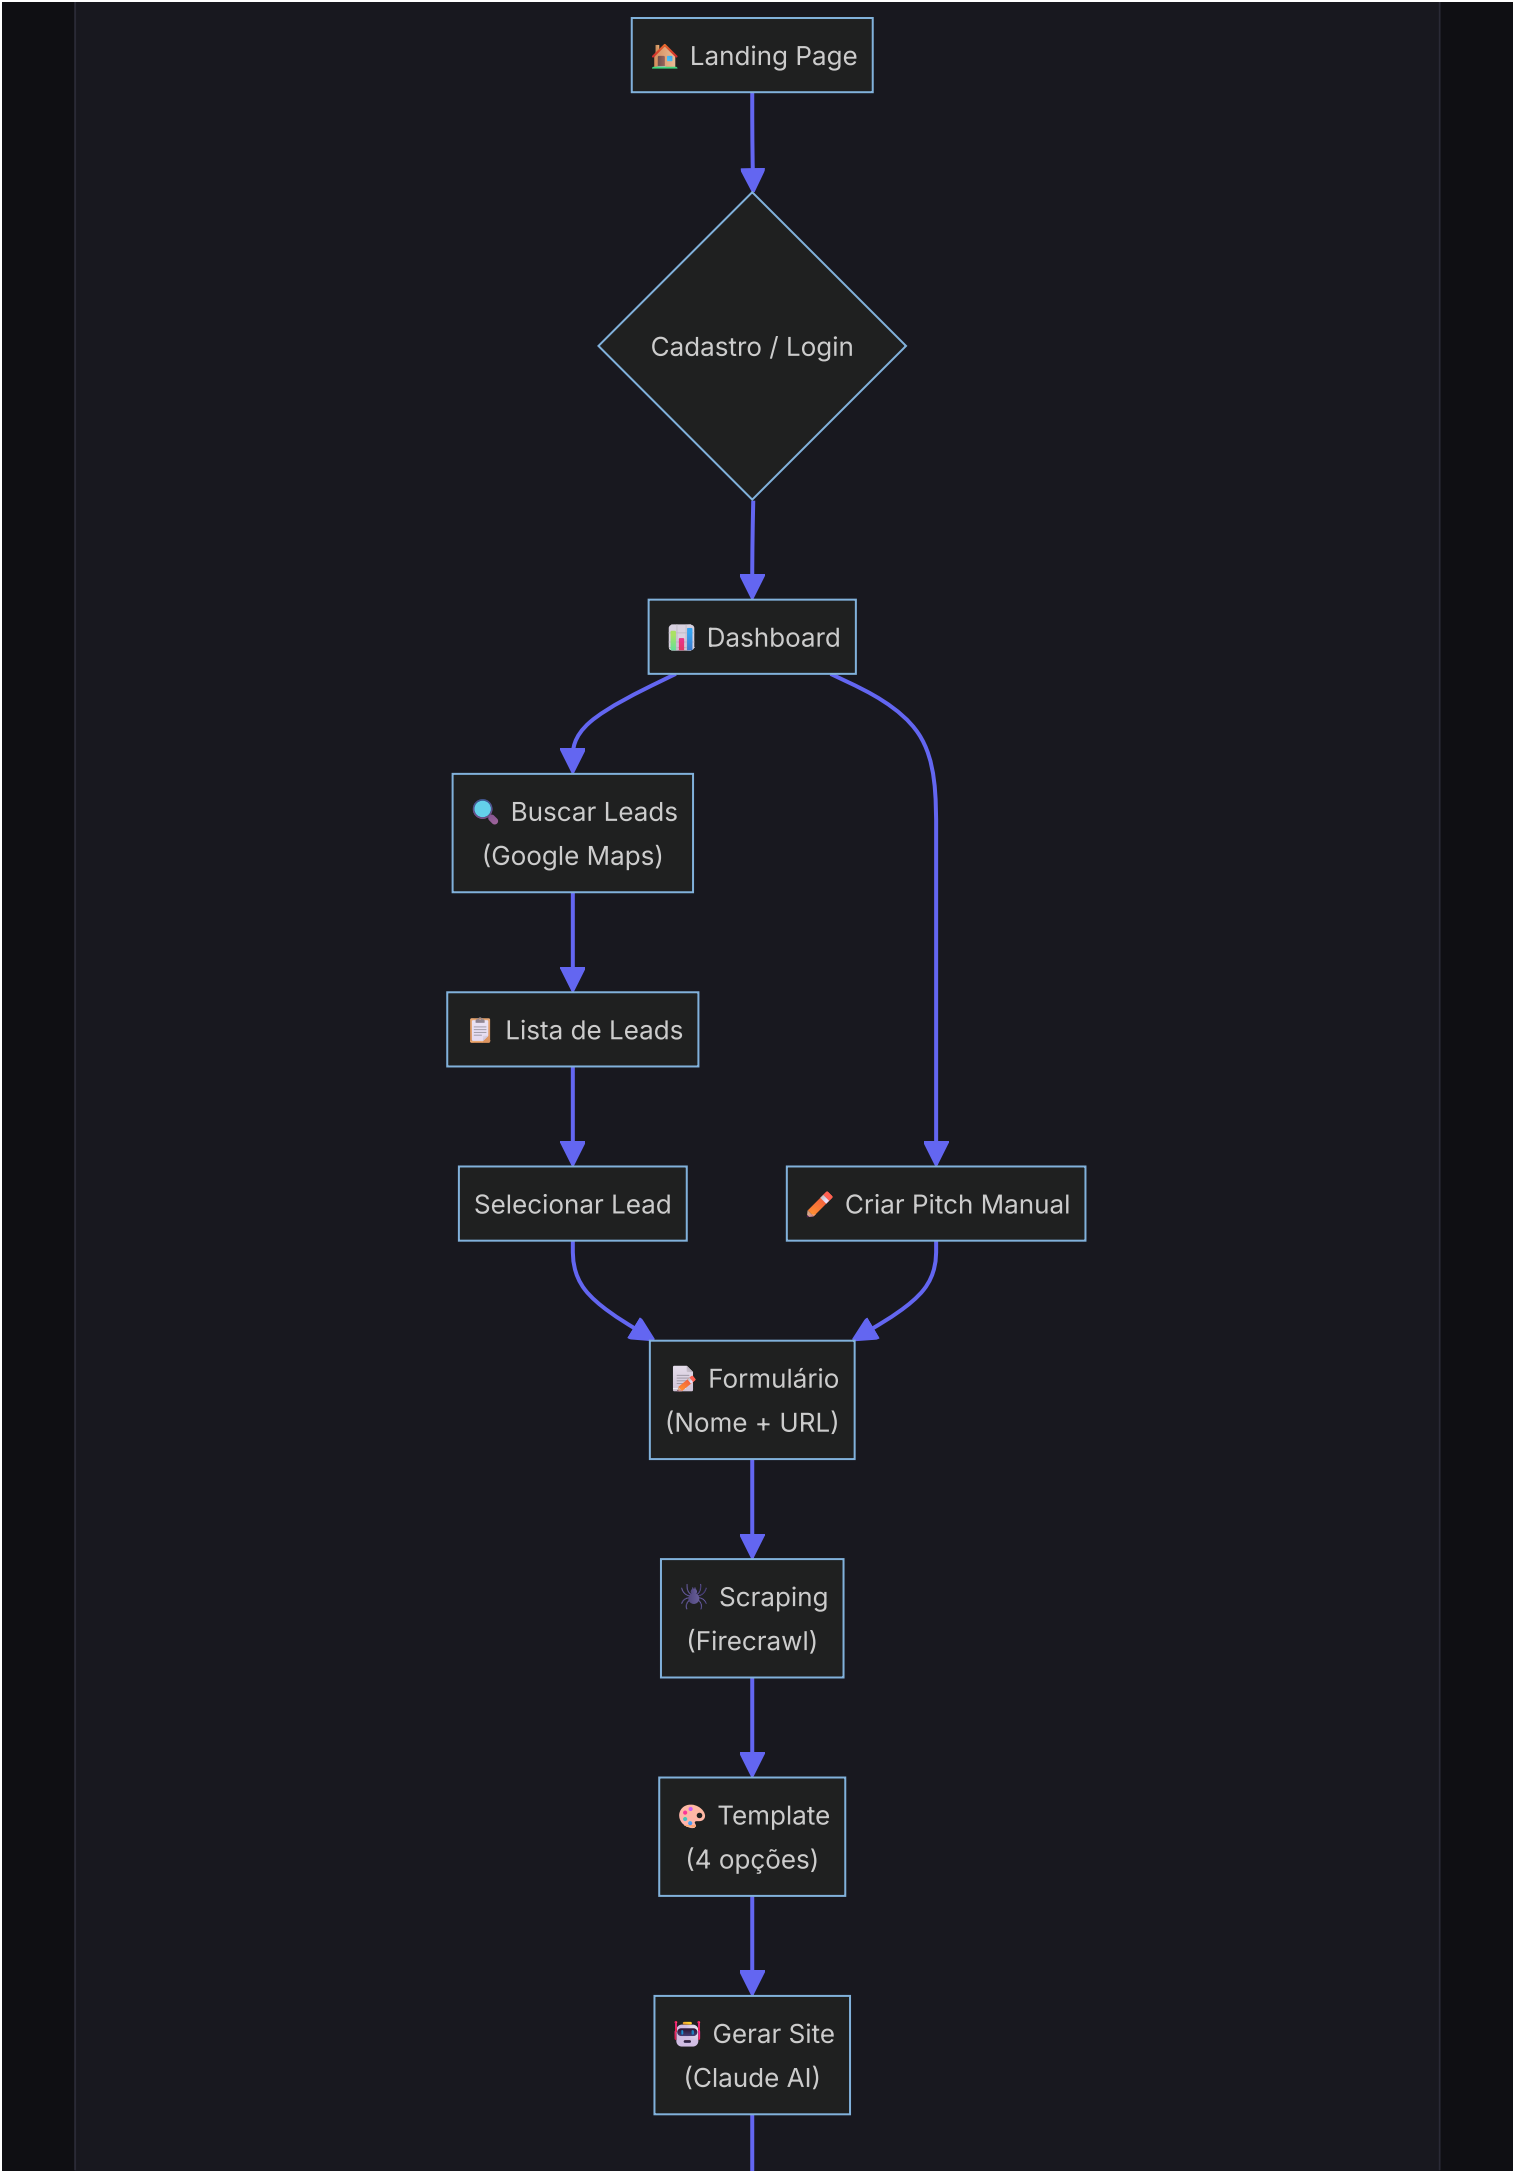 Landing Page
Cadastro / Login
Dashboard
Buscar Leads
(Google Maps)
Lista de Leads
Selecionar Lead
Criar Pitch Manual
Formulário
(Nome + URL)
Scraping
(Firecrawl)
Template
(4 opções)
Gerar Site
(Claude AI)